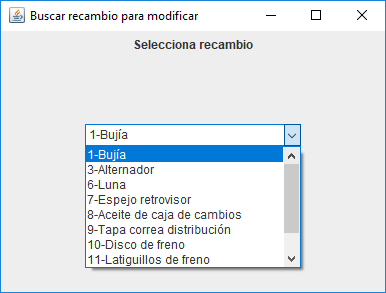 Buscar recambio para modificar
Selecciona recambio
1-Bujía
1-Bujía
3-Alternador
6-Luna
7-Espejo retrovisor
8-Aceite de caja de cambios
9-Tapa correa distribución
10-Disco de freno
11-Latiguillos de freno